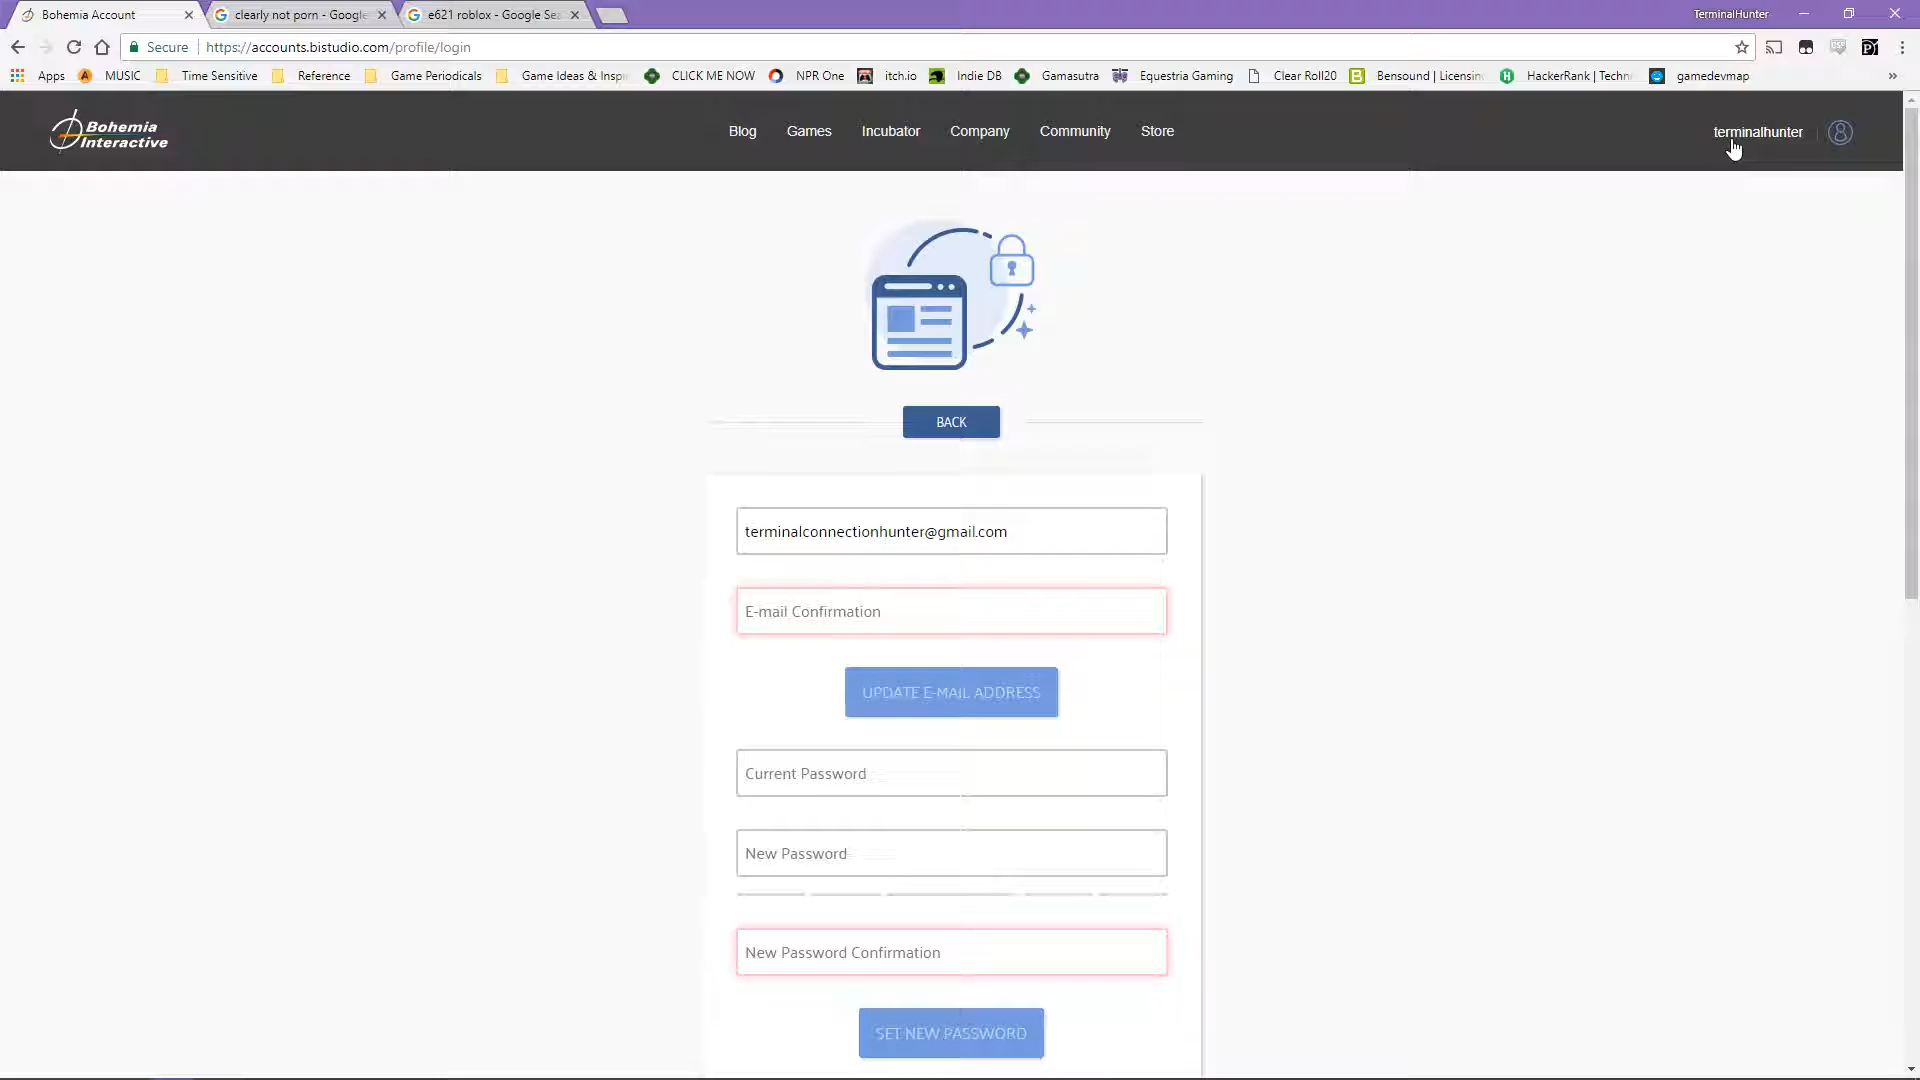 Bohemia Account
clearly not porn - Google
e621 roblox - Google Sea
TerminalHunter
Secure
https://accounts.bistudio.com/profile/login
Apps
MUSIC
Time Sensitive
Reference
Game Periodicals
Game Ideas & Inspi
CLICK ME NOW
NPR One
itch.io
Indie DB
Gamasutra
Equestria Gaming
Clear Roll20
Bensound | Licensin
HackerRank | Techn
gamedevmap
Bohemia
Interactive
Blog
Games
Incubator
Company
Community
Store
terminalhunter
BACK
terminalconnectionhunter@gmail.com
E-mail Confirmation
UPDATE E-MAIL ADDRESS
Current Password
New Password
New Password Confirmation
SET NEW PASSWORD